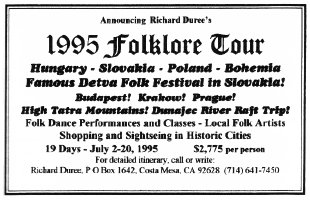 Announcing Richard Duree's
1995 Folklore Tour
Hungary - Slovakia - Poland - Bohemia
Famous Detva Folk Festival in Slovakia!
Budapest! Krakow! Prague!
High Tatra Mountains! Dunajec River Raft Trip!
Folk Dance Performances and Classes - Local Folk Artists
Shopping and Sightseeing in Historic Cities
19 Days - July 2-20, 1995 $2,775 per person
For detailed itinerary, call or write:
Richard Duree, P O Box 1642, Costa Mesa, CA 92628 (714) 641-7450